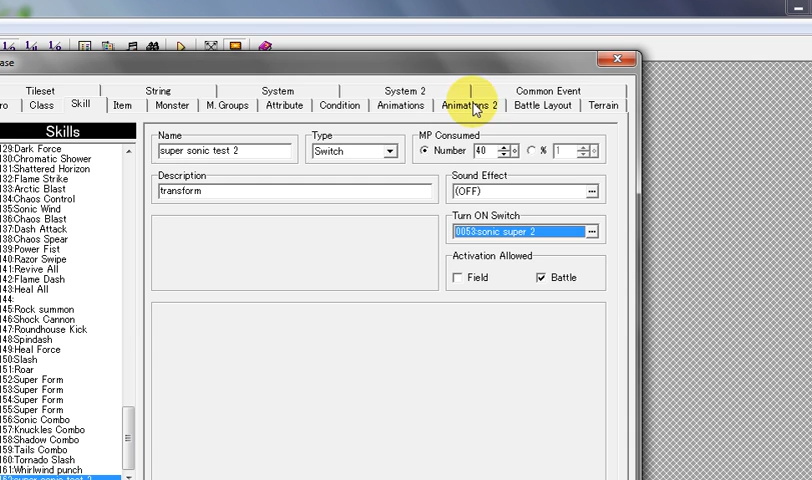 ase
Tileset String System System 2 Common Event
ro Class Skill Item Monster M.Groups Attribute Condition Animations Animations 2 Battle Layout Terrain
Skills
129:Dark Force
130:Chromatic Shower
131:Shattered Horizon
132:Flame Strike
133:Arctic Blast
134:Chaos Control
135:Sonic Wind
136:Chaos Blast
137:Dash Attack
138:Chaos Spear
139:Power Fist
140:Razor Swipe
141:Revive All
142:Flame Dash
143:Heal All
144:
145:Rock summon
146:Shock Cannon
147:Roundhouse Kick
148:Spindash
149:Heal Force
150:Slash
151:Roar
152:Super Form
153:Super Form
154:Super Form
155:Super Form
156:Sonic Combo
157:Knuckles Combo
158:Shadow Combo
159:Tails Combo
160:Tornado Slash
161:Whirlwind punch
162:super sonic test 2
Name
super sonic test 2
Type
Switch
MP Consumed
Number 40 % 1
Description
transform
Sound Effect
(OFF) ...
Turn ON Switch
0053:sonic super 2 ...
Activation Allowed
Field Battle